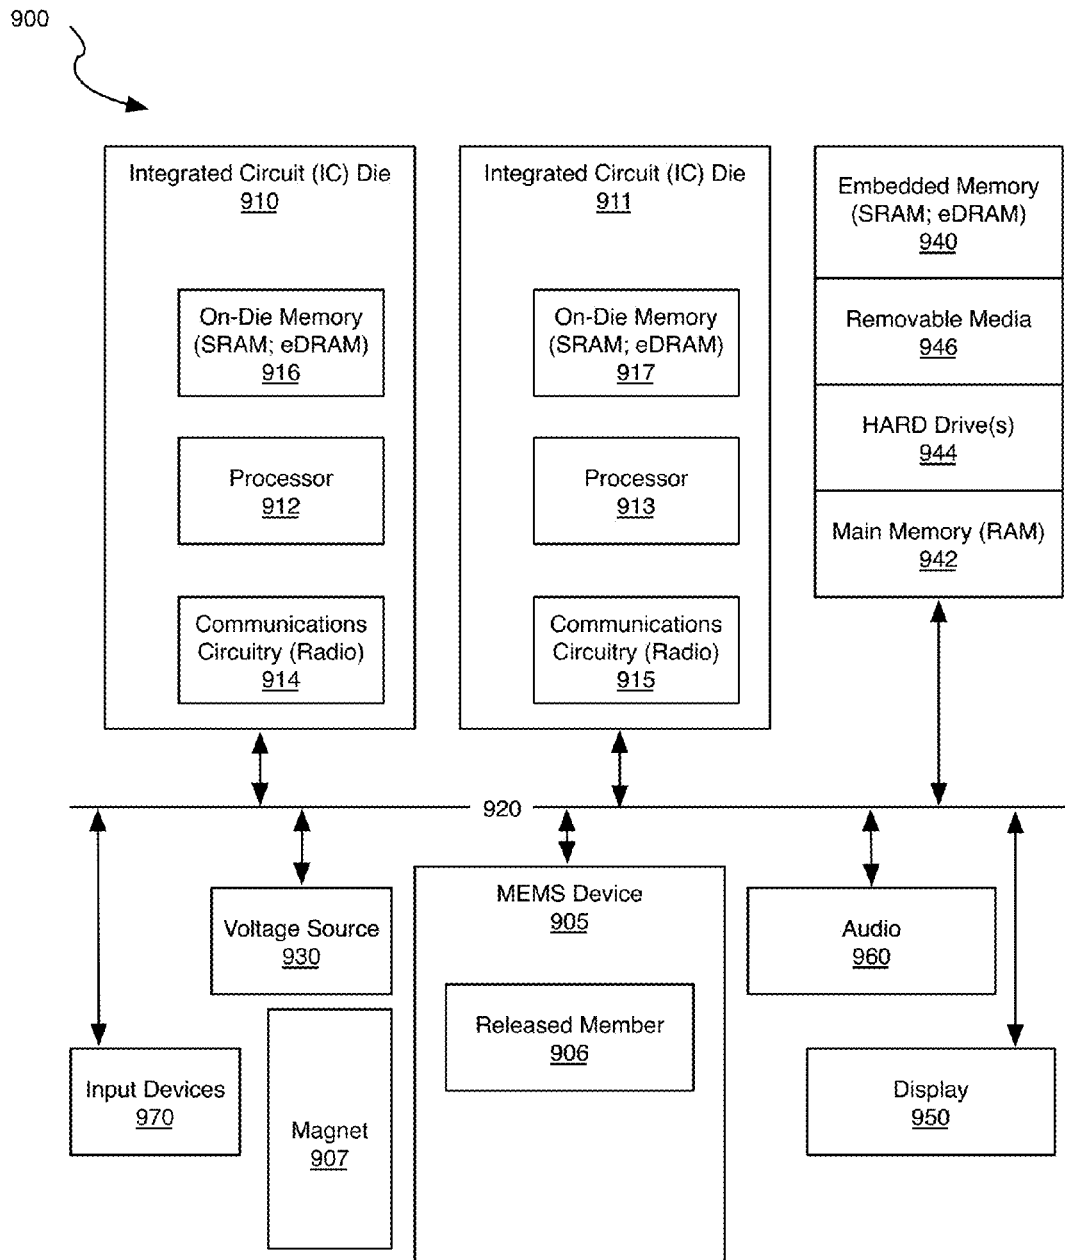 900
Integrated Circuit (IC) Die
910
On-Die Memory
(SRAM; eDRAM)
916
Processor
912
Communications
Circuitry (Radio)
914
Integrated Circuit (IC) Die
911
On-Die Memory
(SRAM; eDRAM)
917
Processor
913
Communications
Circuitry (Radio)
915
Embedded Memory
(SRAM; eDRAM)
940
Removable Media
946
HARD Drive(s)
944
Main Memory (RAM)
942
920
Voltage Source
930
MEMS Device
905
Released Member
906
Audio
960
Input Devices
970
Magnet
907
Display
950